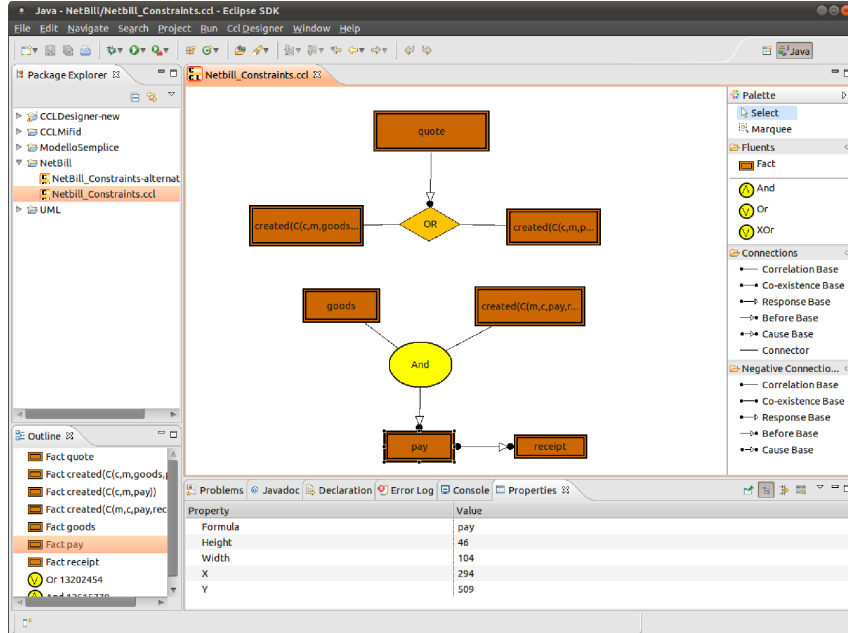 Java - NetBill/Netbill_Constraints.ccl - Eclipse SDK
File Edit Navigate Search Project Run Ccl Designer Window Help
Java
Package Explorer
CCLDesigner-new
CCLMifid
ModelloSemplice
NetBill
NetBill_Constraints-alternat
Netbill_Constraints.ccl
UML
Netbill_Constraints.ccl
quote
created(C(c,m,goods...
OR
created(C(c,m,p...
goods
created(C(m,c,pay,r...
And
pay
receipt
Palette
Select
Marquee
Fluents
Fact
And
Or
XOr
Connections
Correlation Base
Co-existence Base
Response Base
Before Base
Cause Base
Connector
Negative Connectio...
Correlation Base
Co-existence Base
Response Base
Before Base
Cause Base
Outline
Fact quote
Fact created(C(c,m,goods,p
Fact created(C(c,m,pay))
Fact created(C(m,c,pay,rec
Fact goods
Fact pay
Fact receipt
Or 13202454
Problems @ Javadoc Declaration Error Log Console Properties
Property Value
Formula pay
Height 46
Width 104
X 294
Y 509